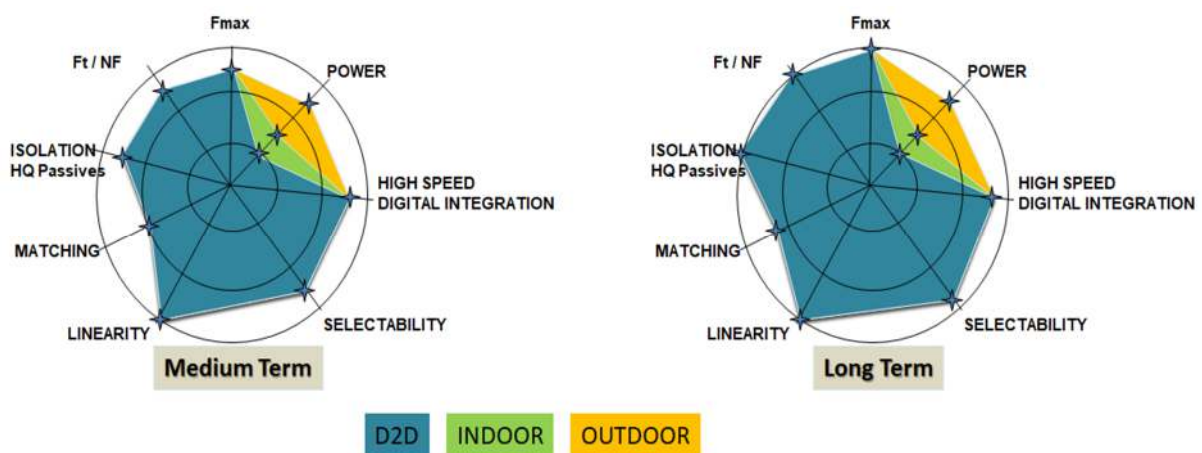 Fmax
Ft / NF
POWER
ISOLATION
HQ Passives
HIGH SPEED
DIGITAL INTEGRATION
MATCHING
LINEARITY
SELECTABILITY
Medium Term
Fmax
Ft / NF
POWER
ISOLATION
HQ Passives
HIGH SPEED
DIGITAL INTEGRATION
MATCHING
LINEARITY
SELECTABILITY
Long Term
D2D
INDOOR
OUTDOOR